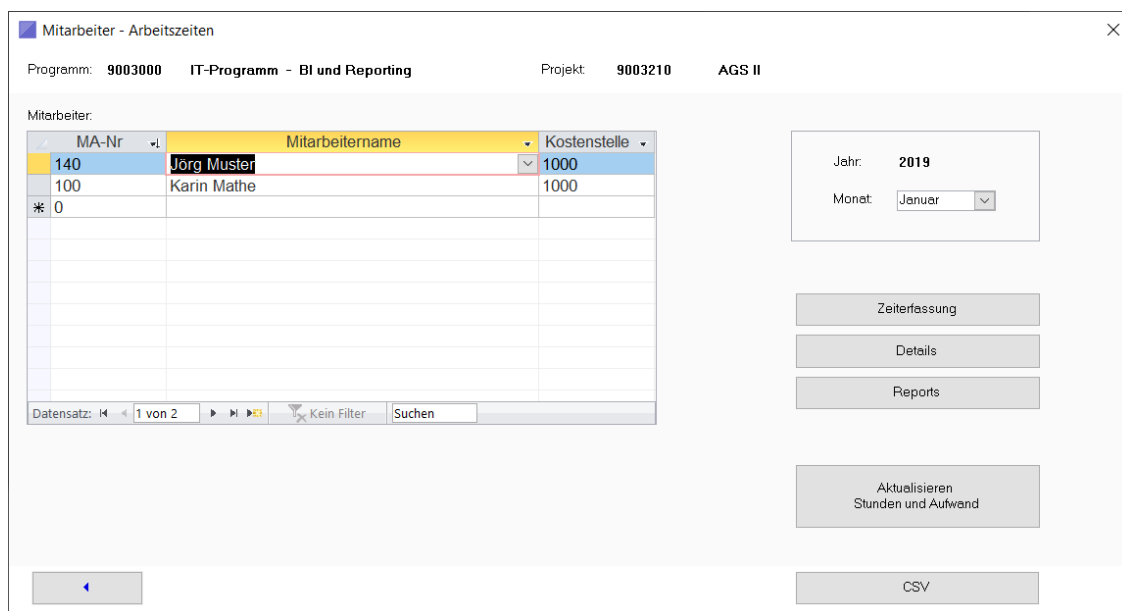 Mitarbeiter - Arbeitszeiten
Programm: 9003000 IT-Programm - BI und Reporting Projekt: 9003210 AGS II
Mitarbeiter:
MA-Nr Mitarbeitername Kostenstelle
140 Jörg Muster 1000
100 Karin Mathe 1000
0
Datensatz: 1 von 2 Kein Filter Suchen
Jahr: 2019
Monat: Januar
Zeiterfassung
Details
Reports
Aktualisieren
Stunden und Aufwand
CSV